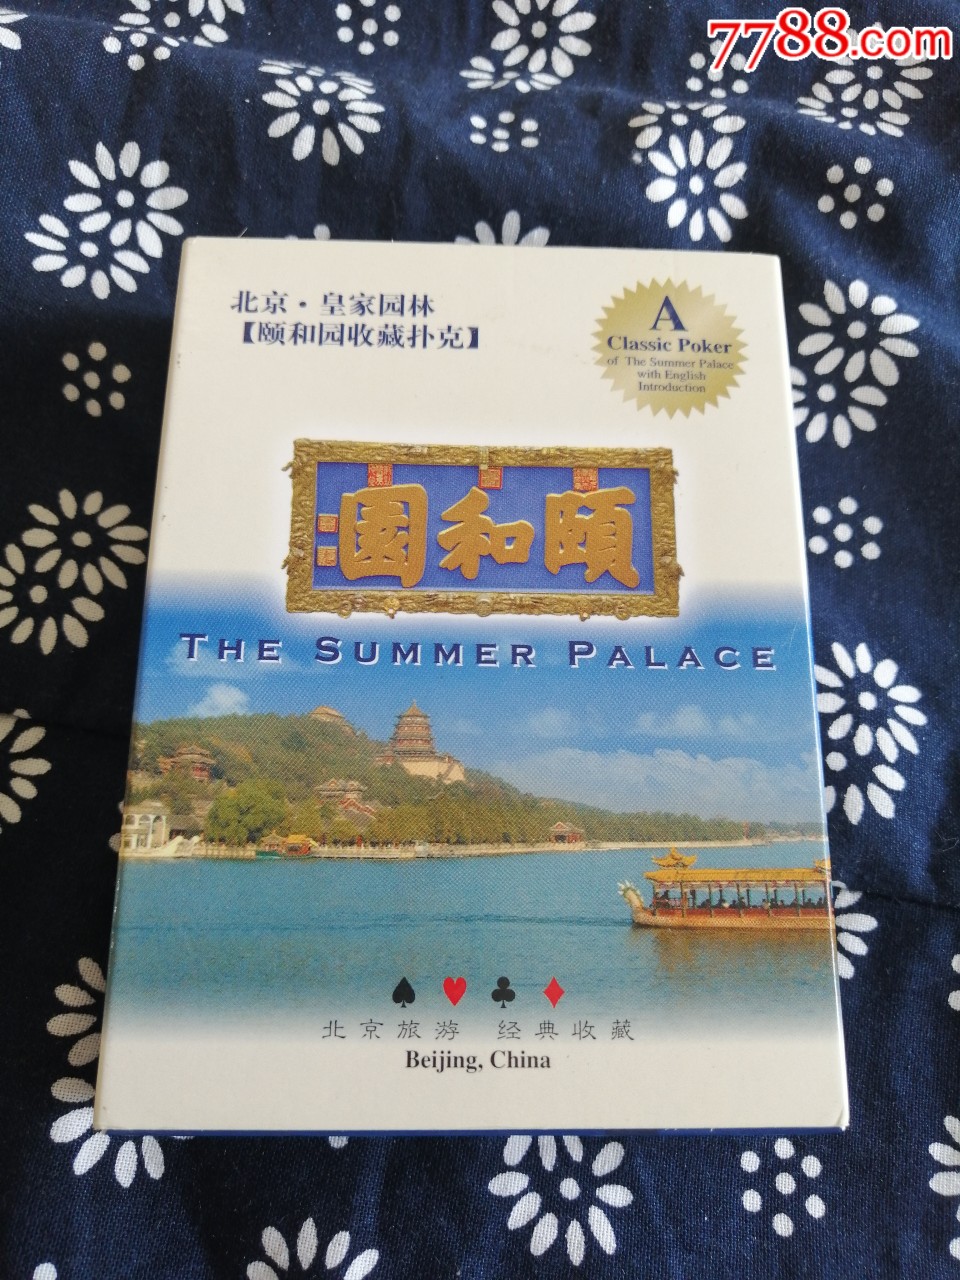 7788.com
北京·皇家园林
【颐和园收藏扑克】
A
Classic Poker
of The Summer Palace
with English
Introduction
園和頤
THE SUMMER PALACE
北京旅游 经典收藏
Beijing, China